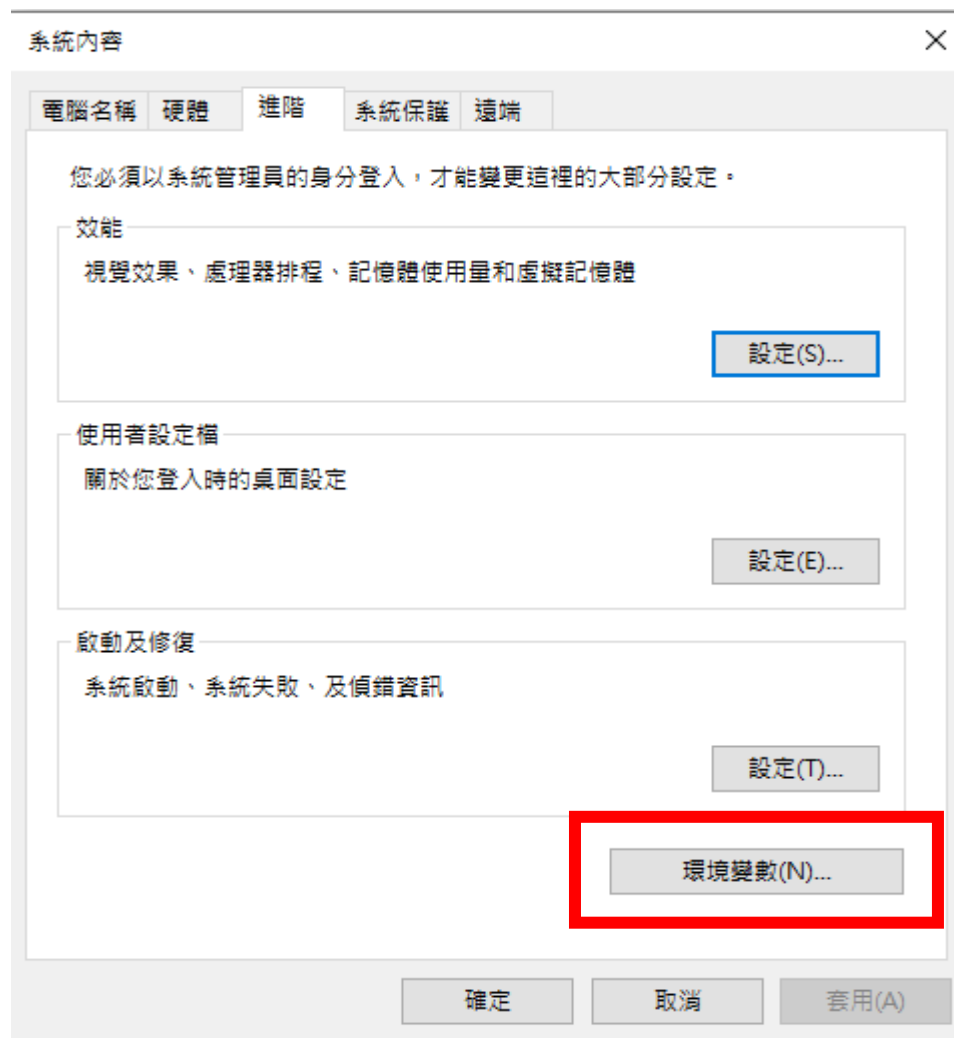 系統內容
電腦名稱 硬體 進階 系統保護 遠端
您必須以系統管理員的身分登入，才能變更這裡的大部分設定。
效能
視覺效果、處理器排程、記憶體使用量和虛擬記憶體
設定(S)...
使用者設定檔
關於您登入時的桌面設定
設定(E)...
啟動及修復
系統啟動、系統失敗、及偵錯資訊
設定(T)...
環境變數(N)...
確定 取消 套用(A)